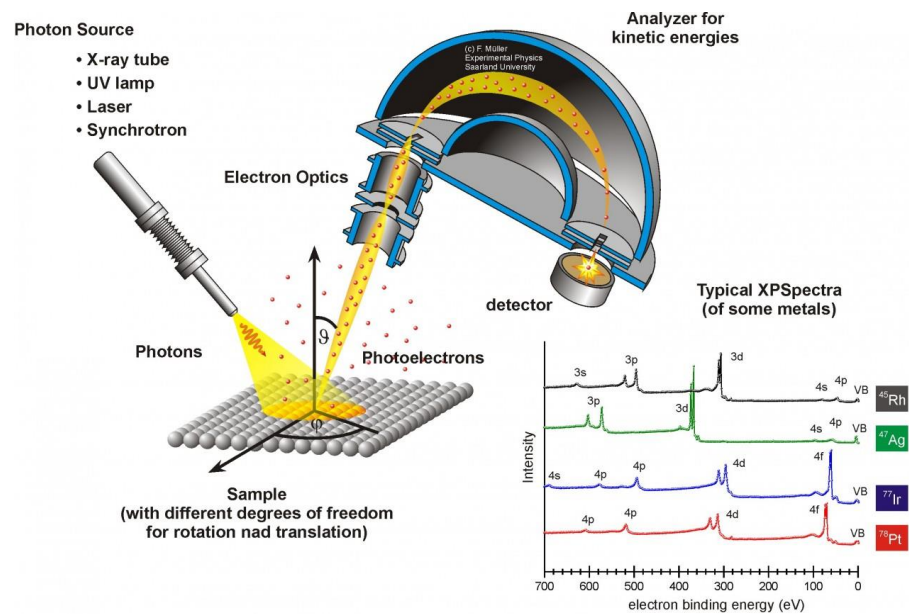 Photon Source
• X-ray tube
• UV lamp
• Laser
• Synchrotron
Analyzer for
kinetic energies
(c) F. Müller
Experimental Physics
Saarland University
Electron Optics
detector
ϑ
Photons
Photoelectrons
φ
Sample
(with different degrees of freedom
for rotation nad translation)
Typical XPSpectra
(of some metals)
3s
3p
3d
4s
4p
VB
⁴⁵Rh
3p
3d
4s
4p
VB
⁴⁷Ag
4s
4p
4p
4d
4f
VB
⁷⁷Ir
4p
4p
4d
4f
VB
⁷⁸Pt
Intensity
700 600 500 400 300 200 100 0
electron binding energy (eV)